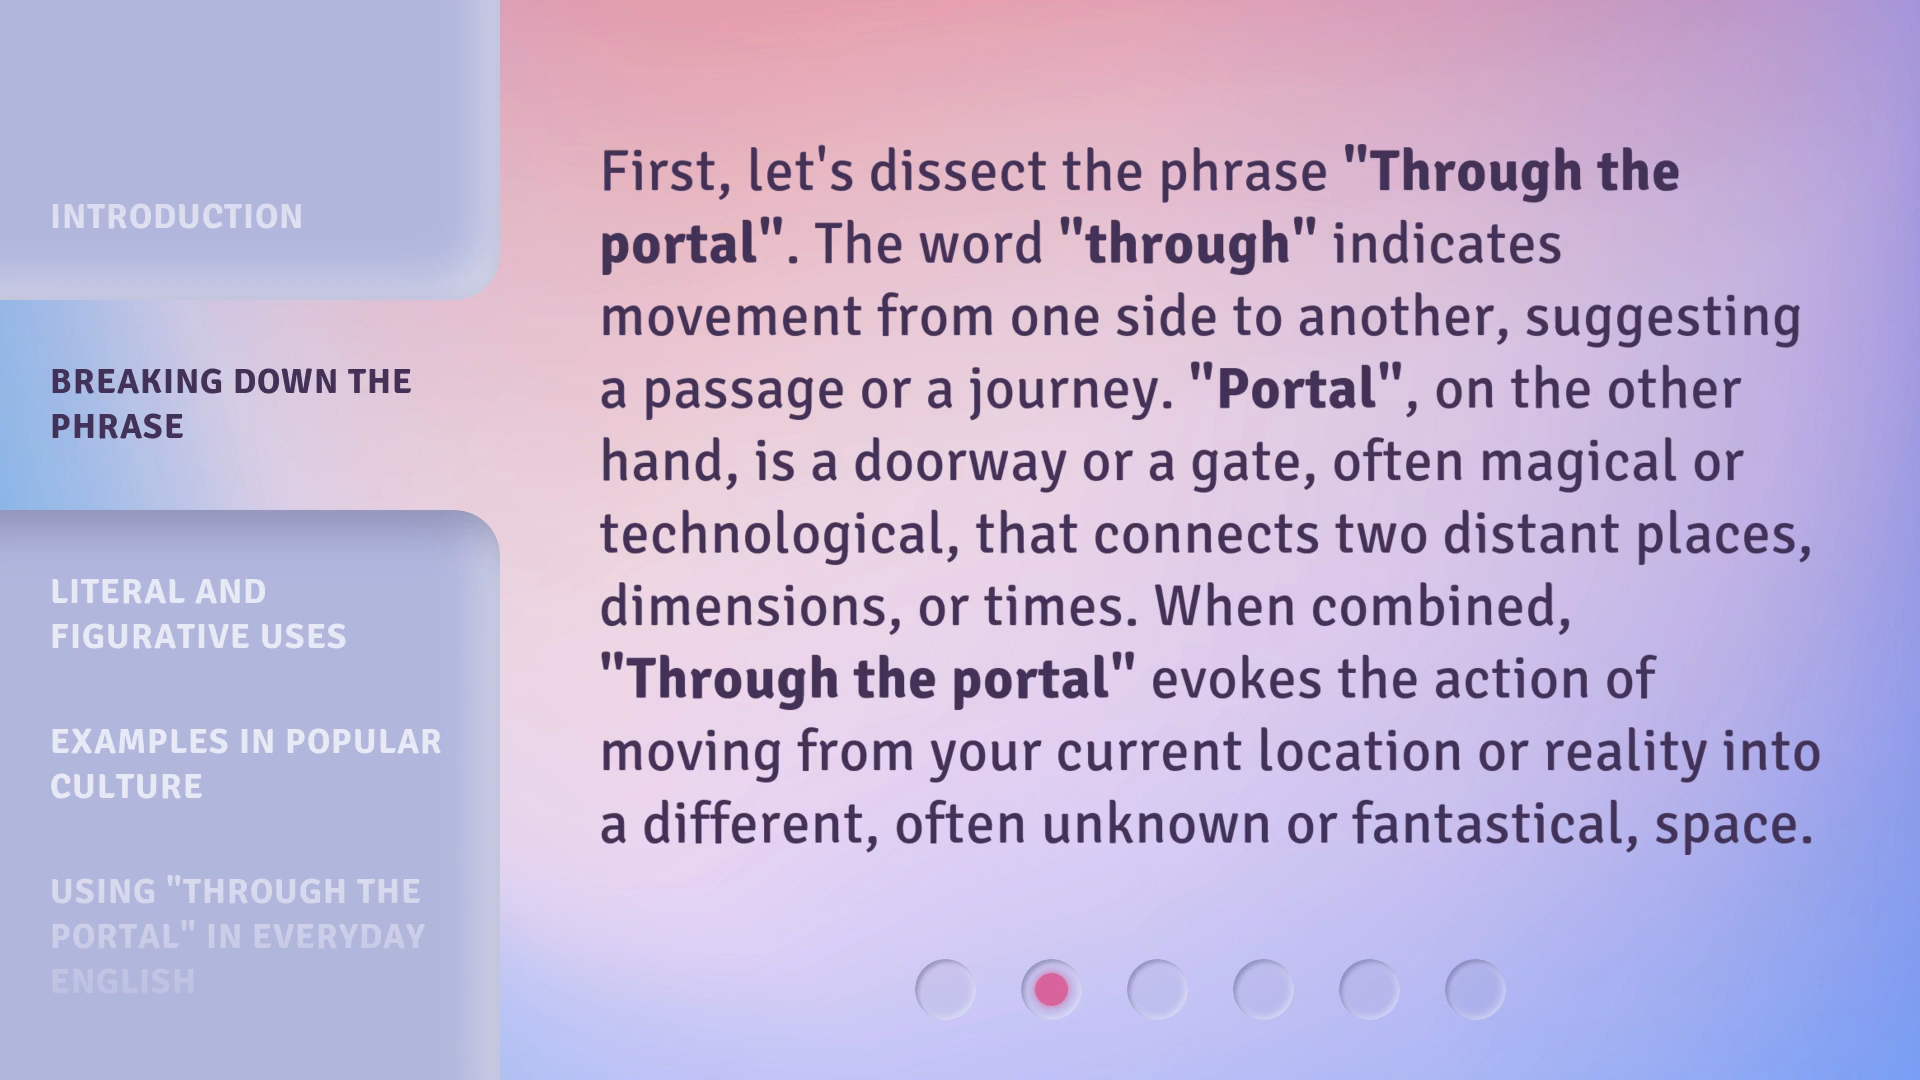 INTRODUCTION
BREAKING DOWN THE
PHRASE
LITERAL AND
FIGURATIVE USES
EXAMPLES IN POPULAR
CULTURE
USING "THROUGH THE
PORTAL" IN EVERYDAY
ENGLISH
First, let's dissect the phrase "Through the
portal". The word "through" indicates
movement from one side to another, suggesting
a passage or a journey. "Portal", on the other
hand, is a doorway or a gate, often magical or
technological, that connects two distant places,
dimensions, or times. When combined,
"Through the portal" evokes the action of
moving from your current location or reality into
a different, often unknown or fantastical, space.